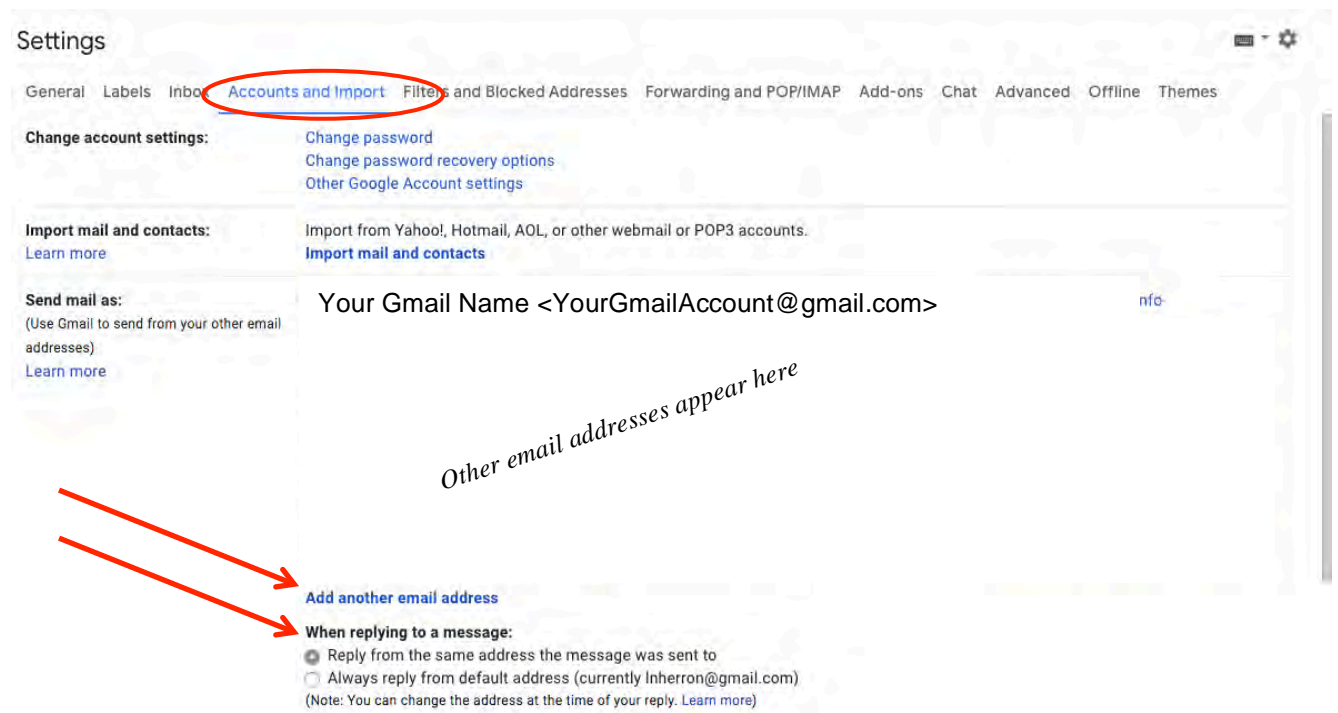 Settings
General Labels Inbox Accounts and Import Filters and Blocked Addresses Forwarding and POP/IMAP Add-ons Chat Advanced Offline Themes
Change account settings: Change password
Change password recovery options
Other Google Account settings
Import mail and contacts: Import from Yahoo!, Hotmail, AOL, or other webmail or POP3 accounts.
Learn more Import mail and contacts
Send mail as: Your Gmail Name <YourGmailAccount@gmail.com> nfo
(Use Gmail to send from your other email
addresses)
Learn more
Other email addresses appear here
Add another email address
When replying to a message:
Reply from the same address the message was sent to
Always reply from default address (currently lnherron@gmail.com)
(Note: You can change the address at the time of your reply. Learn more)